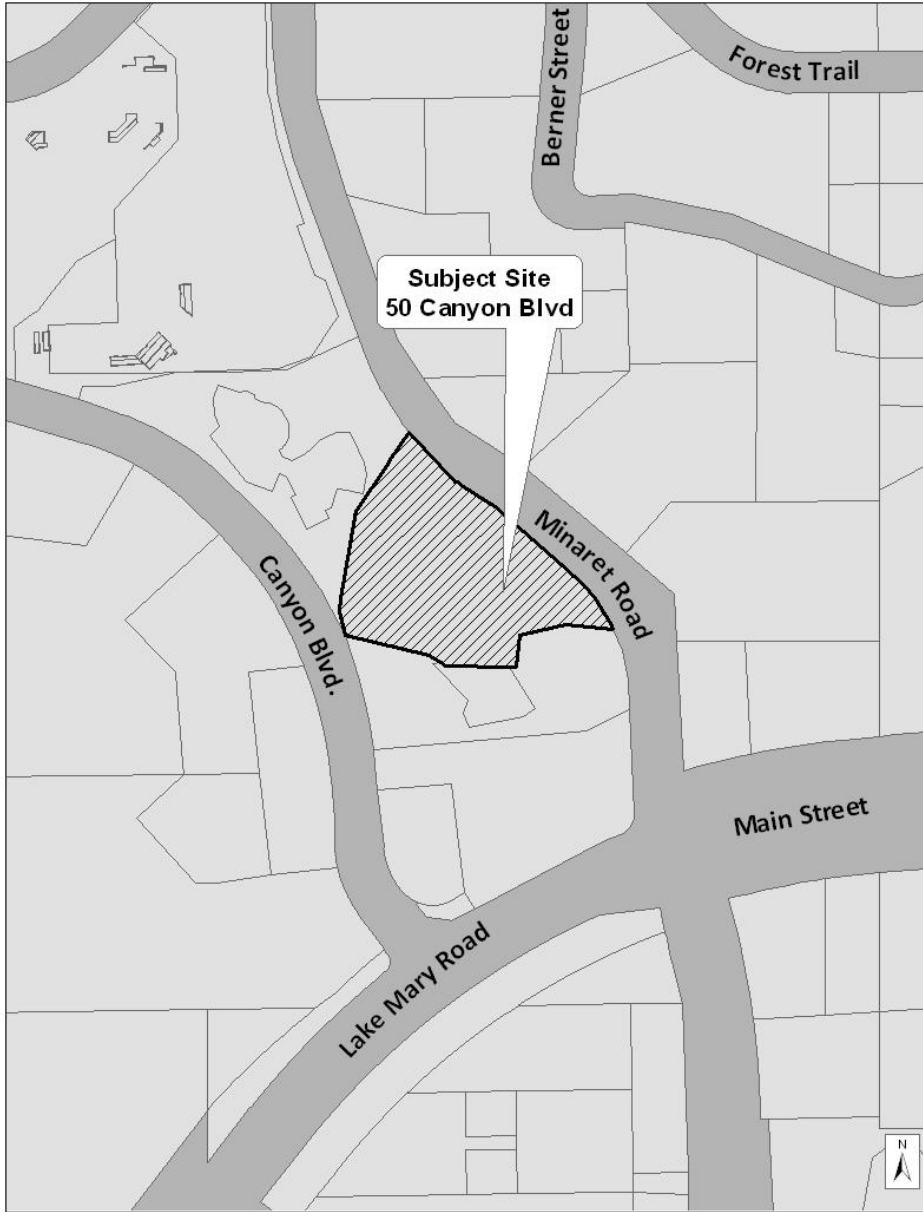 Forest Trail
Berner Street
Subject Site
50 Canyon Blvd
Minaret Road
Canyon Blvd.
Main Street
Lake Mary Road
N